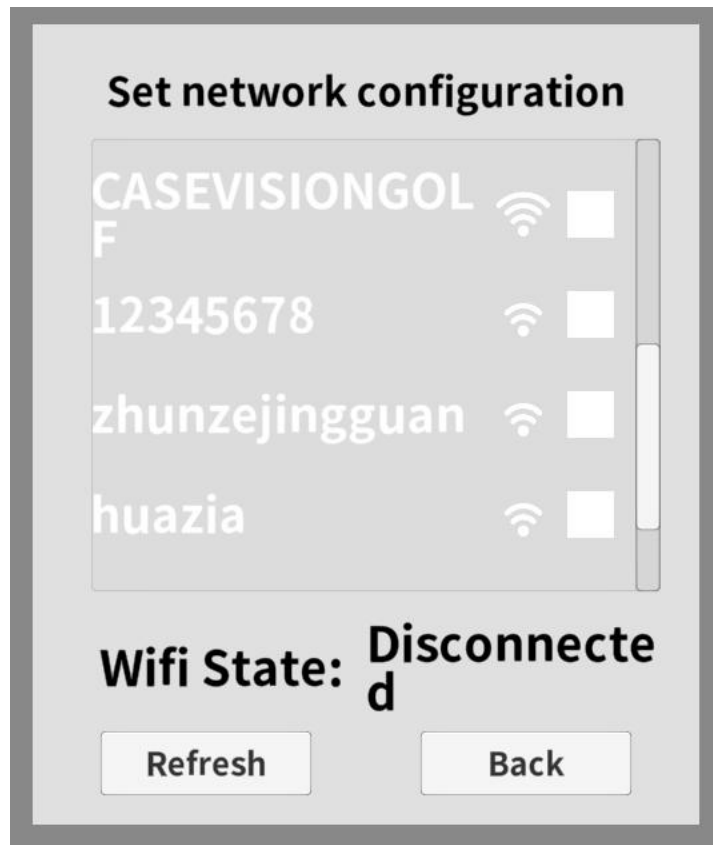 Set network configuration
CASEVISIONGOL
F
12345678
zhunzejingguan
huazia
Wifi State: Disconnecte
d
Refresh
Back